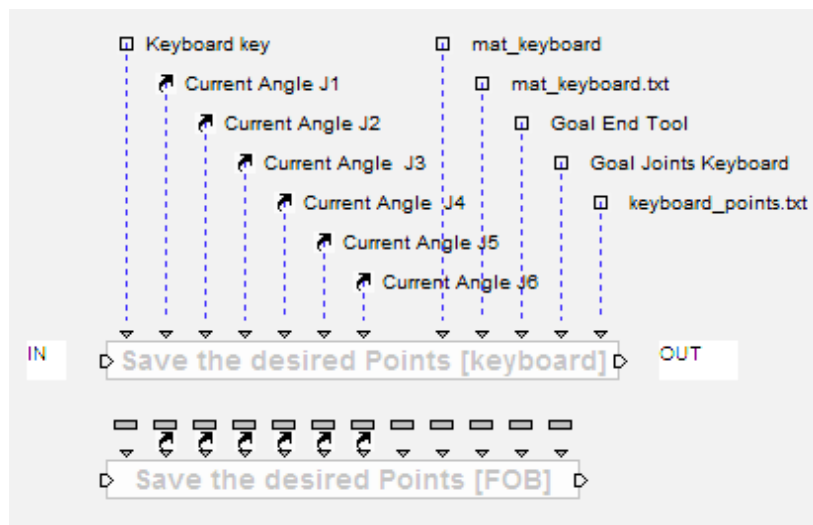 Keyboard key mat_keyboard
Current Angle J1 mat_keyboard.txt
Current Angle J2 Goal End Tool
Current Angle  J3 Goal Joints Keyboard
Current Angle  J4 keyboard_points.txt
Current Angle J5
Current Angle J6
IN Save the desired Points [keyboard] OUT
Save the desired Points [FOB]